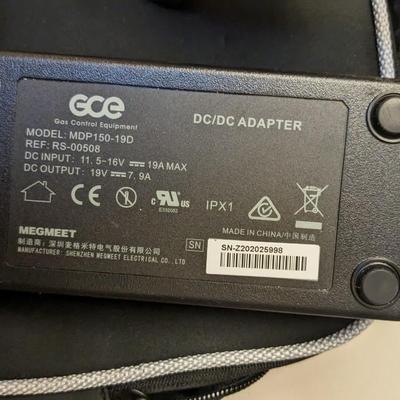 GCE
Gas Control Equipment
DC/DC ADAPTER
MODEL: MDP150-19D
REF: RS-00508
DC INPUT: 11.5-16V ⎓ 19A MAX
DC OUTPUT: 19V ⎓ 7.9A
IPX1
MADE IN CHINA/中国制造
MEGMEET
制造商: 深圳麦格米特电气股份有限公司
MANUFACTURER: SHENZHEN MEGMEET ELECTRICAL CO., LTD
SN
SN-Z202025998